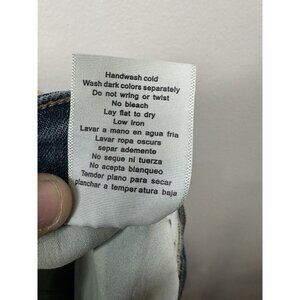 Handwash cold
Wash dark colors separately
Do not wring or twist
No bleach
Lay flat to dry
Low Iron
Lavar a mano en agua fria
Lavar ropa oscurs
separ ademente
No seque ni tuerza
No acepta blanqueo
Temder plano para secar
planchar a temper atura baja